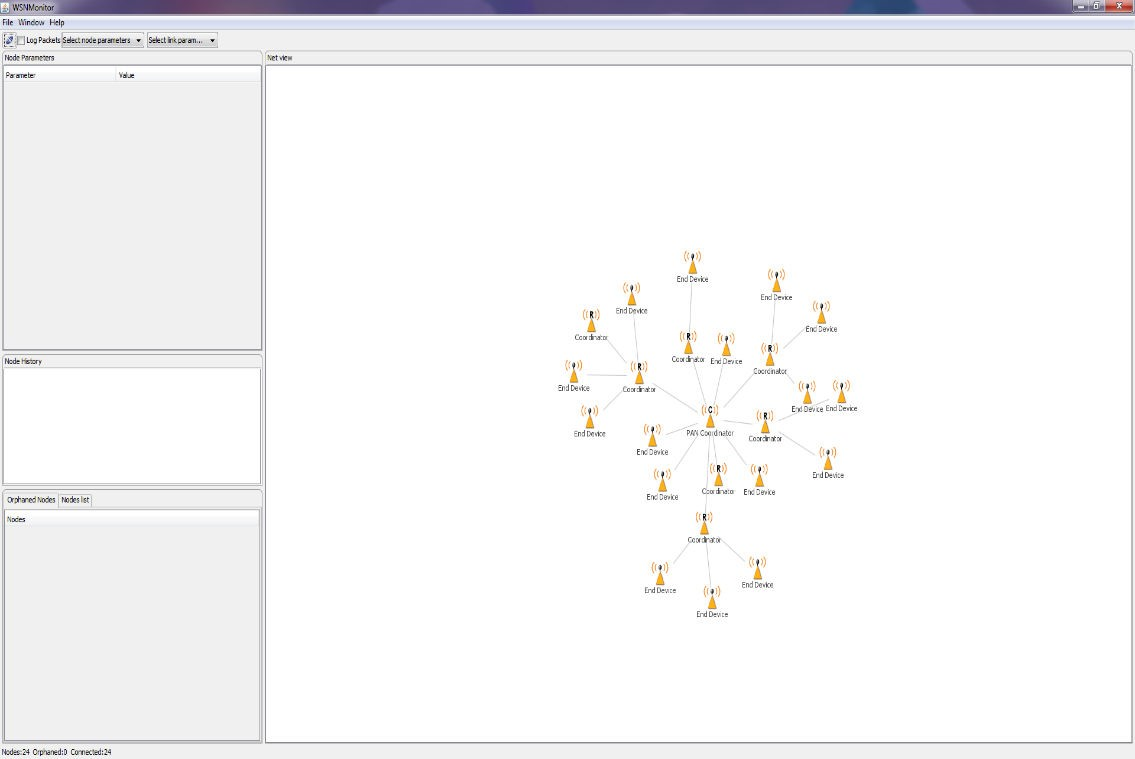 WSNMonitor
File Window Help
Log Packets Select node parameters Select link param...
Node Parameters
Net view
Parameter Value
End Device
End Device
End Device
End Device
Coordinator
End Device
Coordinator
End Device
Coordinator
End Device
Coordinator
End Device
End Device
End Device
PAN Coordinator
Coordinator
End Device
End Device
End Device
Coordinator
End Device
Coordinator
End Device
End Device
End Device
Node History
Orphaned Nodes Nodes list
Nodes
Nodes:24 Orphaned:0 Connected:24